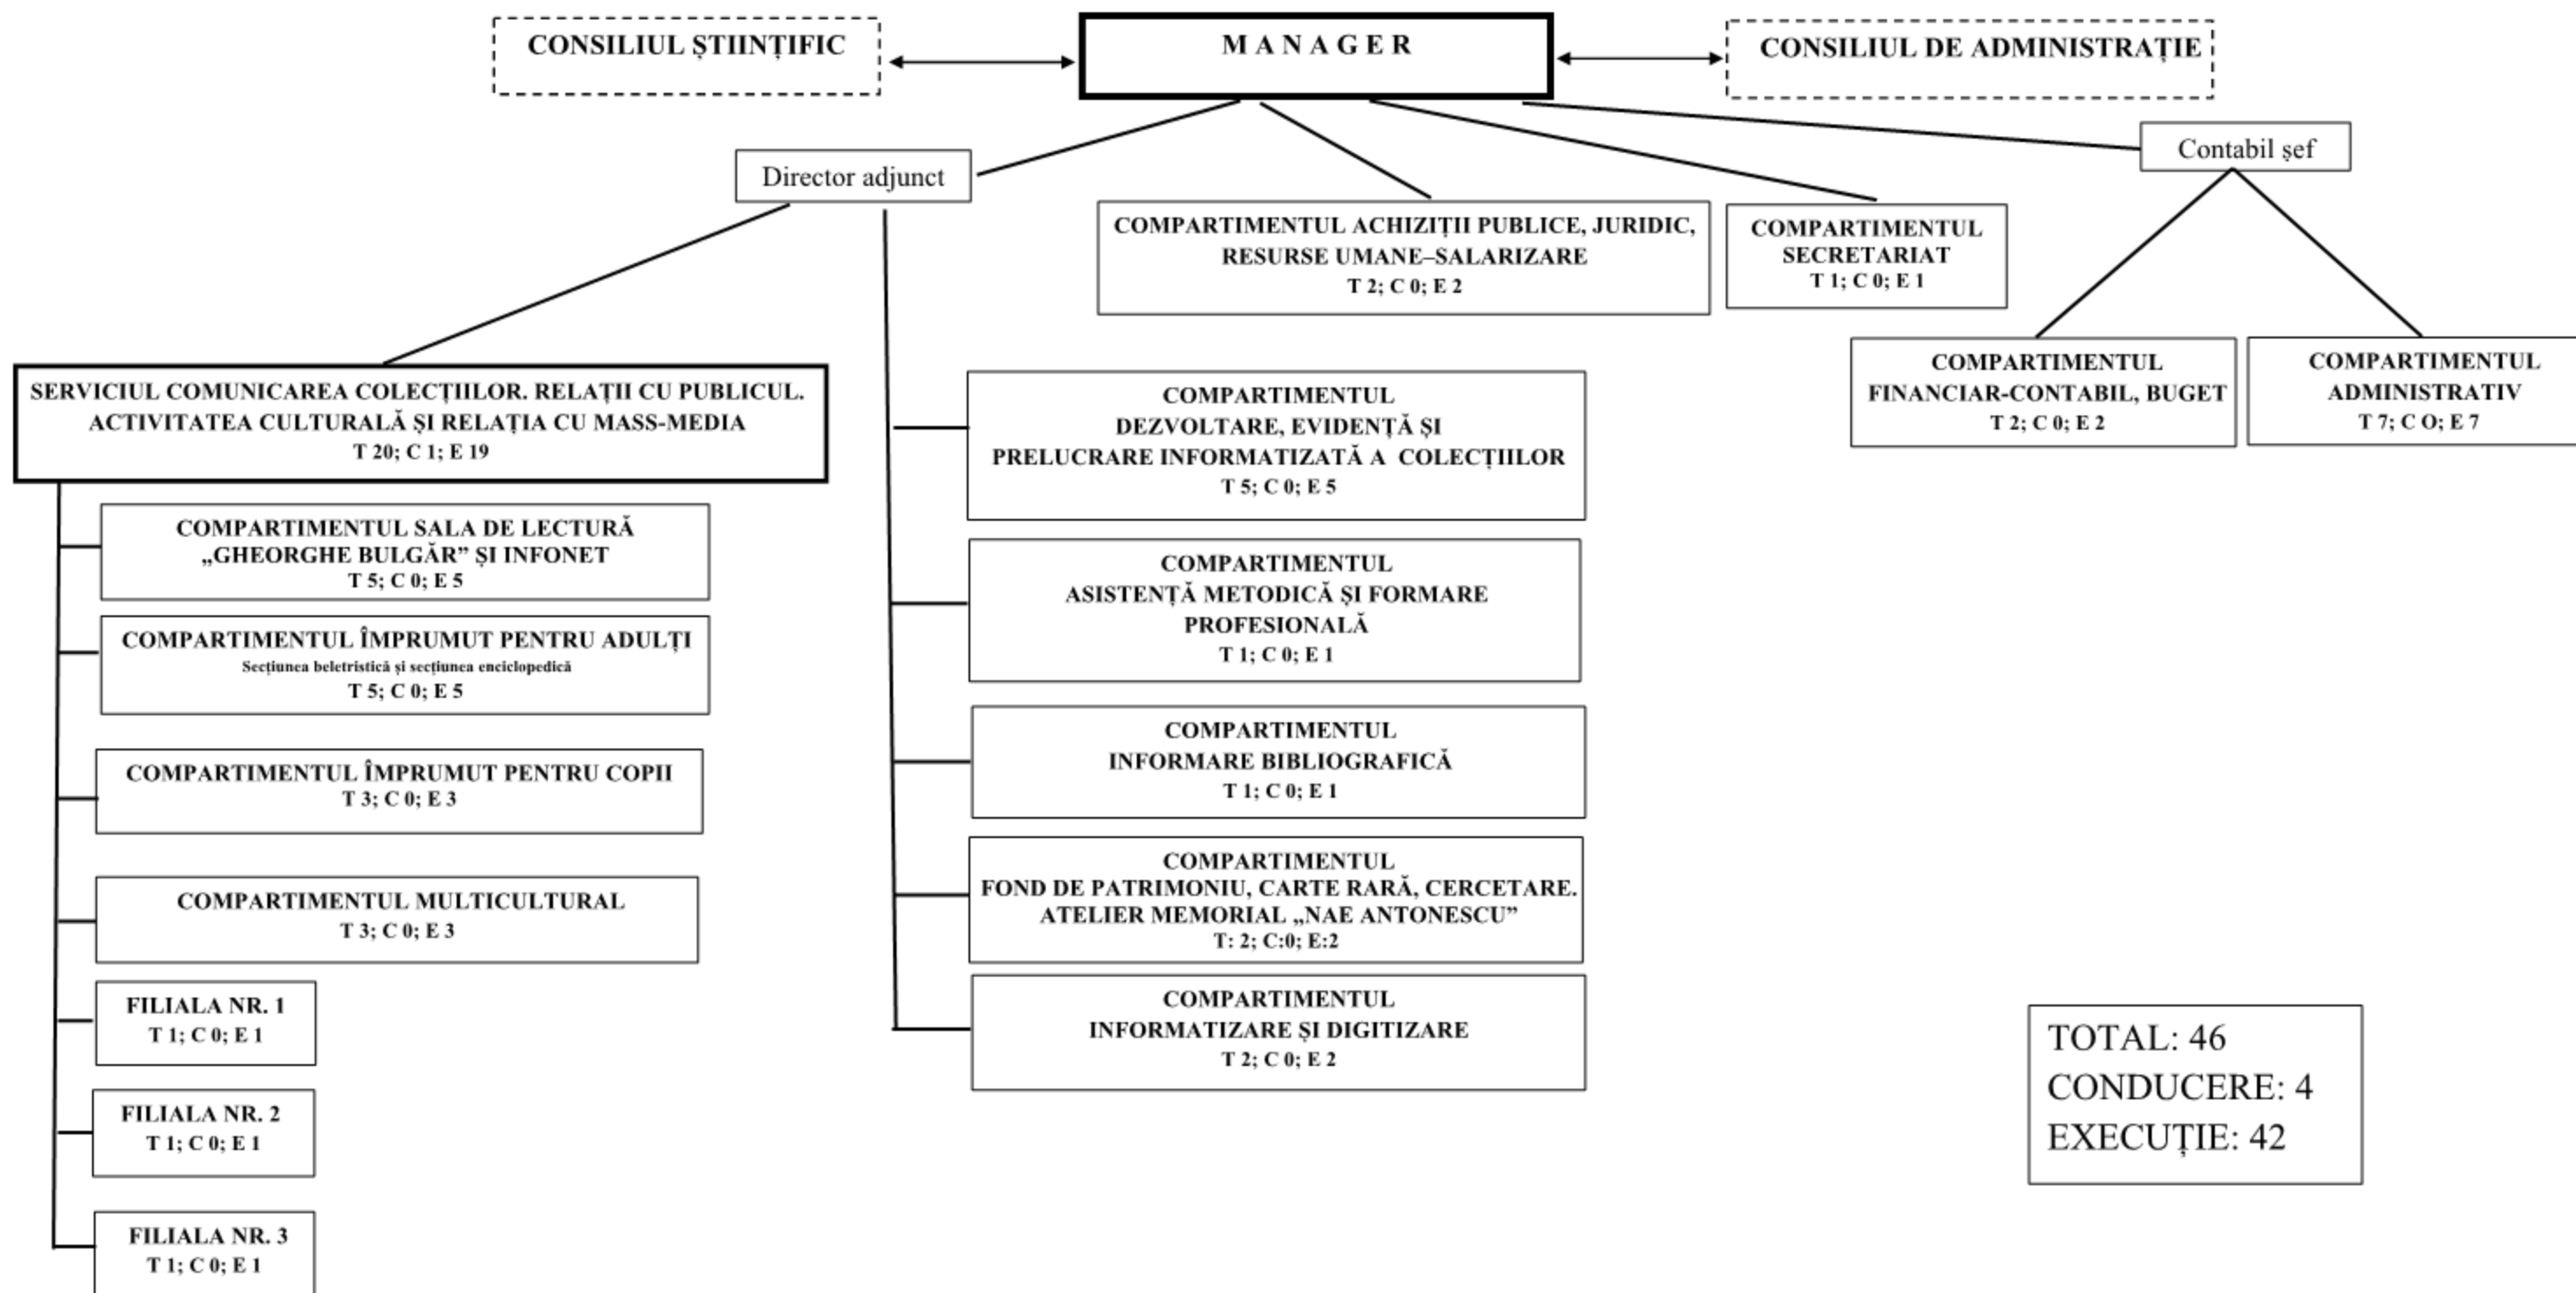 CONSILIUL ȘTIINȚIFIC
M A N A G E R
CONSILIUL DE ADMINISTRAȚIE
Director adjunct
Contabil șef
COMPARTIMENTUL ACHIZIȚII PUBLICE, JURIDIC,
RESURSE UMANE–SALARIZARE
T 2; C 0; E 2
COMPARTIMENTUL
SECRETARIAT
T 1; C 0; E 1
COMPARTIMENTUL
FINANCIAR-CONTABIL, BUGET
T 2; C 0; E 2
COMPARTIMENTUL
ADMINISTRATIV
T 7; C O; E 7
SERVICIUL COMUNICAREA COLECȚIILOR. RELAȚII CU PUBLICUL.
ACTIVITATEA CULTURALĂ ȘI RELAȚIA CU MASS-MEDIA
T 20; C 1; E 19
COMPARTIMENTUL SALA DE LECTURĂ
„GHEORGHE BULGĂR” ȘI INFONET
T 5; C 0; E 5
COMPARTIMENTUL ÎMPRUMUT PENTRU ADULȚI
Secțiunea beletristică și secțiunea enciclopedică
T 5; C 0; E 5
COMPARTIMENTUL ÎMPRUMUT PENTRU COPII
T 3; C 0; E 3
COMPARTIMENTUL MULTICULTURAL
T 3; C 0; E 3
FILIALA NR. 1
T 1; C 0; E 1
FILIALA NR. 2
T 1; C 0; E 1
FILIALA NR. 3
T 1; C 0; E 1
COMPARTIMENTUL
DEZVOLTARE, EVIDENȚĂ ȘI
PRELUCRARE INFORMATIZATĂ A COLECȚIILOR
T 5; C 0; E 5
COMPARTIMENTUL
ASISTENȚĂ METODICĂ ȘI FORMARE
PROFESIONALĂ
T 1; C 0; E 1
COMPARTIMENTUL
INFORMARE BIBLIOGRAFICĂ
T 1; C 0; E 1
COMPARTIMENTUL
FOND DE PATRIMONIU, CARTE RARĂ, CERCETARE.
ATELIER MEMORIAL „NAE ANTONESCU”
T: 2; C:0; E:2
COMPARTIMENTUL
INFORMATIZARE ȘI DIGITIZARE
T 2; C 0; E 2
TOTAL: 46
CONDUCERE: 4
EXECUȚIE: 42